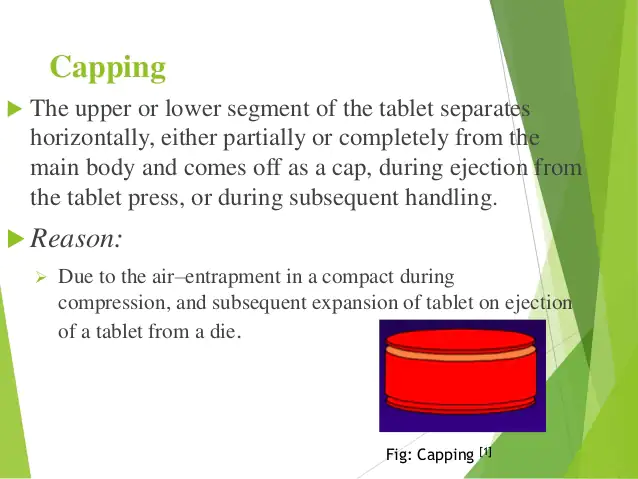 Capping
The upper or lower segment of the tablet separates
horizontally, either partially or completely from the
main body and comes off as a cap, during ejection from
the tablet press, or during subsequent handling.
Reason:
Due to the air–entrapment in a compact during
compression, and subsequent expansion of tablet on ejection
of a tablet from a die.
Fig: Capping [1]